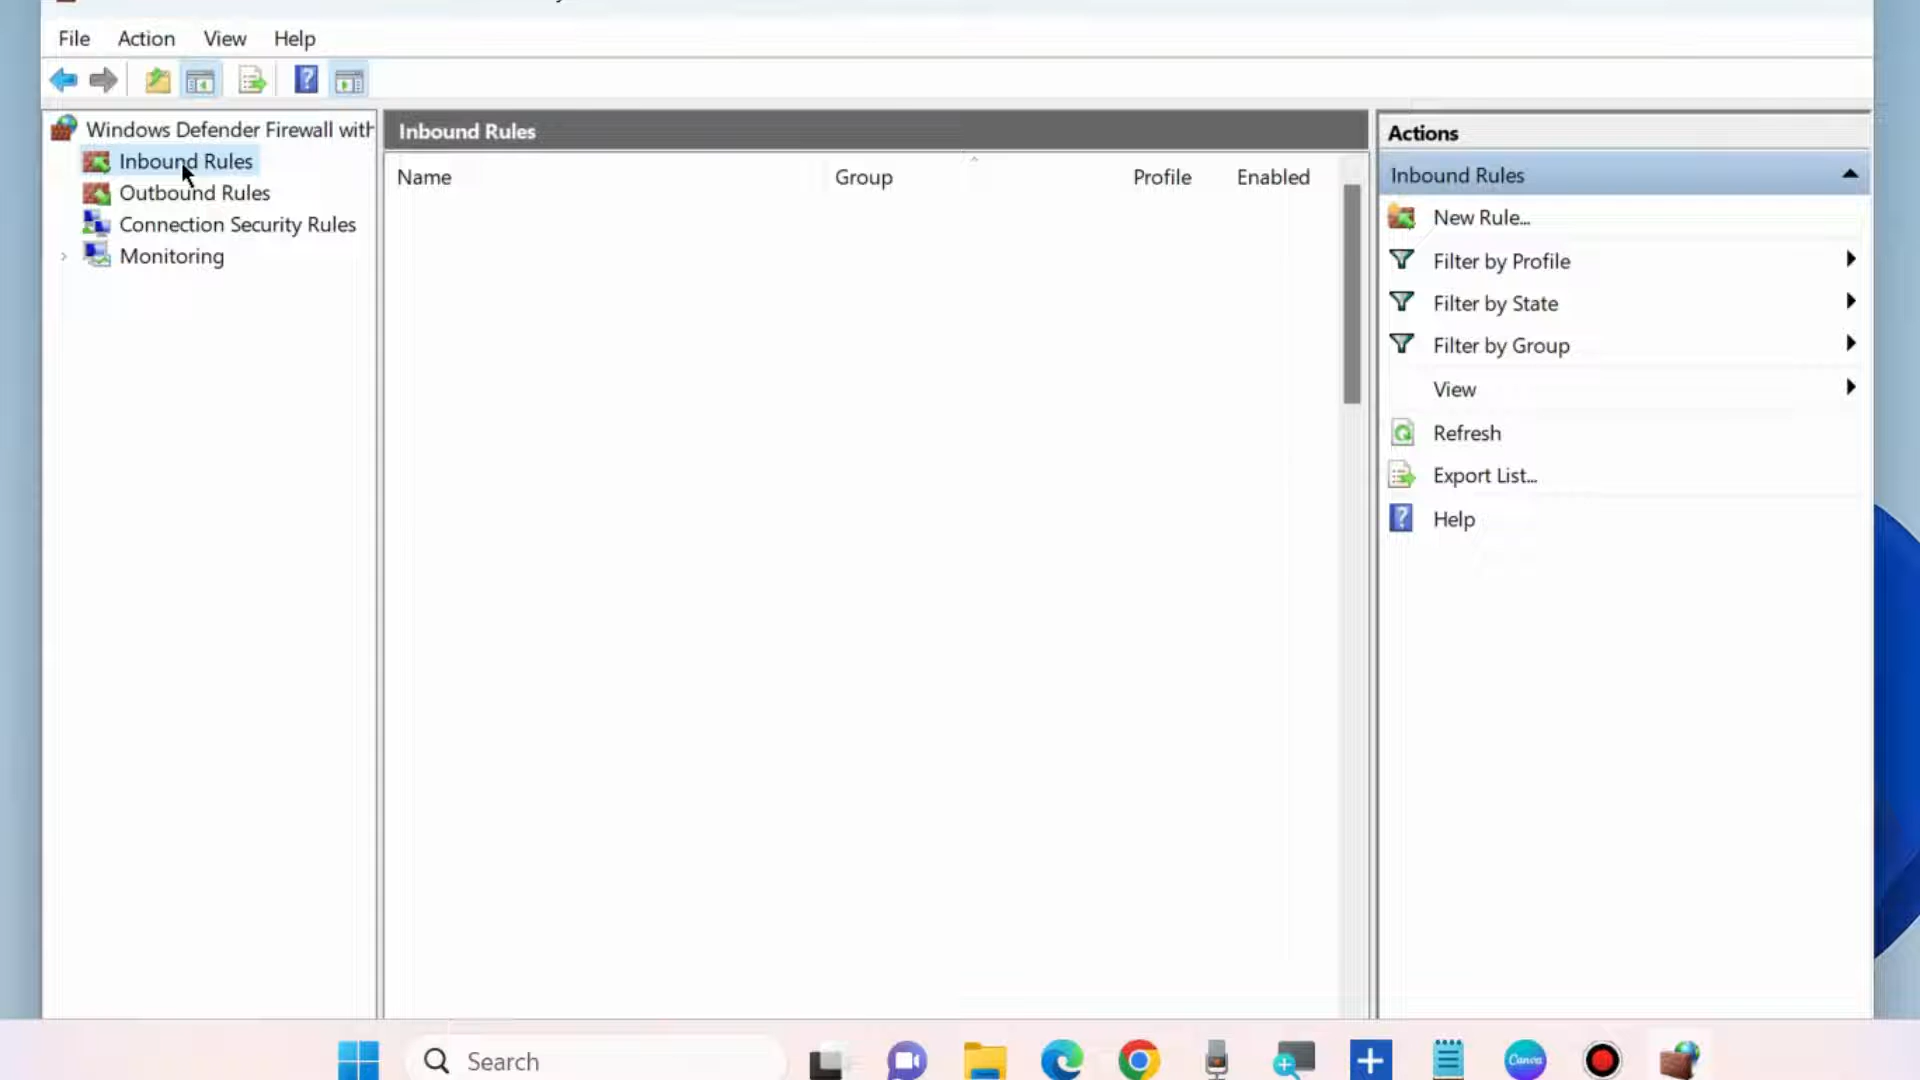 File Action View Help
Windows Defender Firewall with
Inbound Rules
Outbound Rules
Connection Security Rules
Monitoring
Inbound Rules
Name Group Profile Enabled
Actions
Inbound Rules
New Rule...
Filter by Profile
Filter by State
Filter by Group
View
Refresh
Export List...
Help
Search
Canva